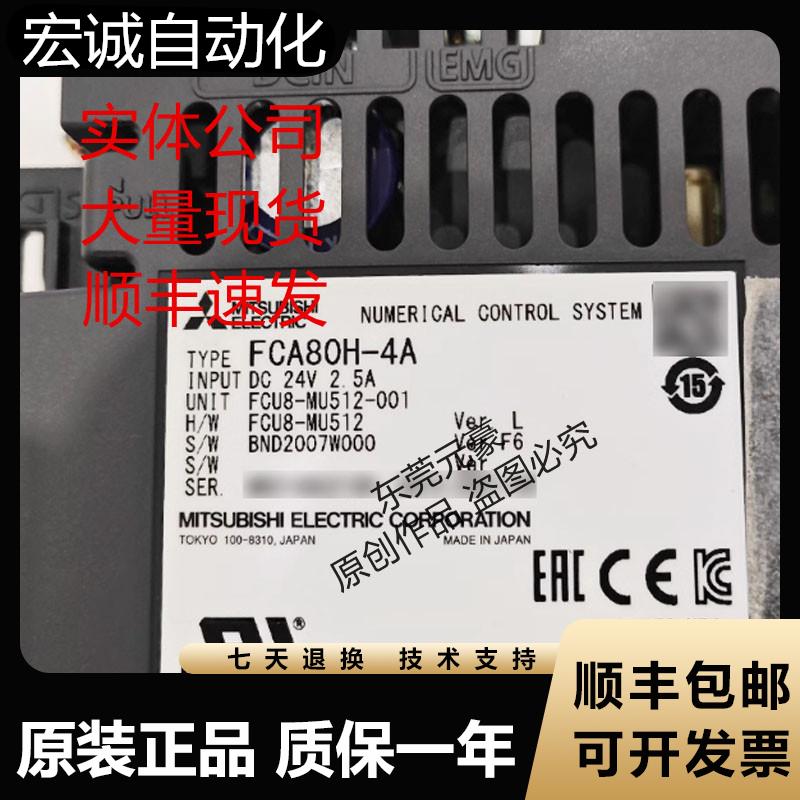 宏诚自动化
DCIN
EMG
实体公司
大量现货
顺丰速发
MITSUBISHI
ELECTRIC
NUMERICAL CONTROL SYSTEM
TYPE FCA80H-4A
INPUT DC 24V 2.5A
UNIT FCU8-MU512-001
H/W FCU8-MU512 Ver. L
S/W BND2007W000 Ver. F6
S/W Ver
SER.
15
东莞元豪
原创作品 盗图必究
MITSUBISHI ELECTRIC CORPORATION
TOKYO 100-8310, JAPAN MADE IN JAPAN
EAC CE
七天退换 技术支持
顺丰包邮
可开发票
原装正品 质保一年